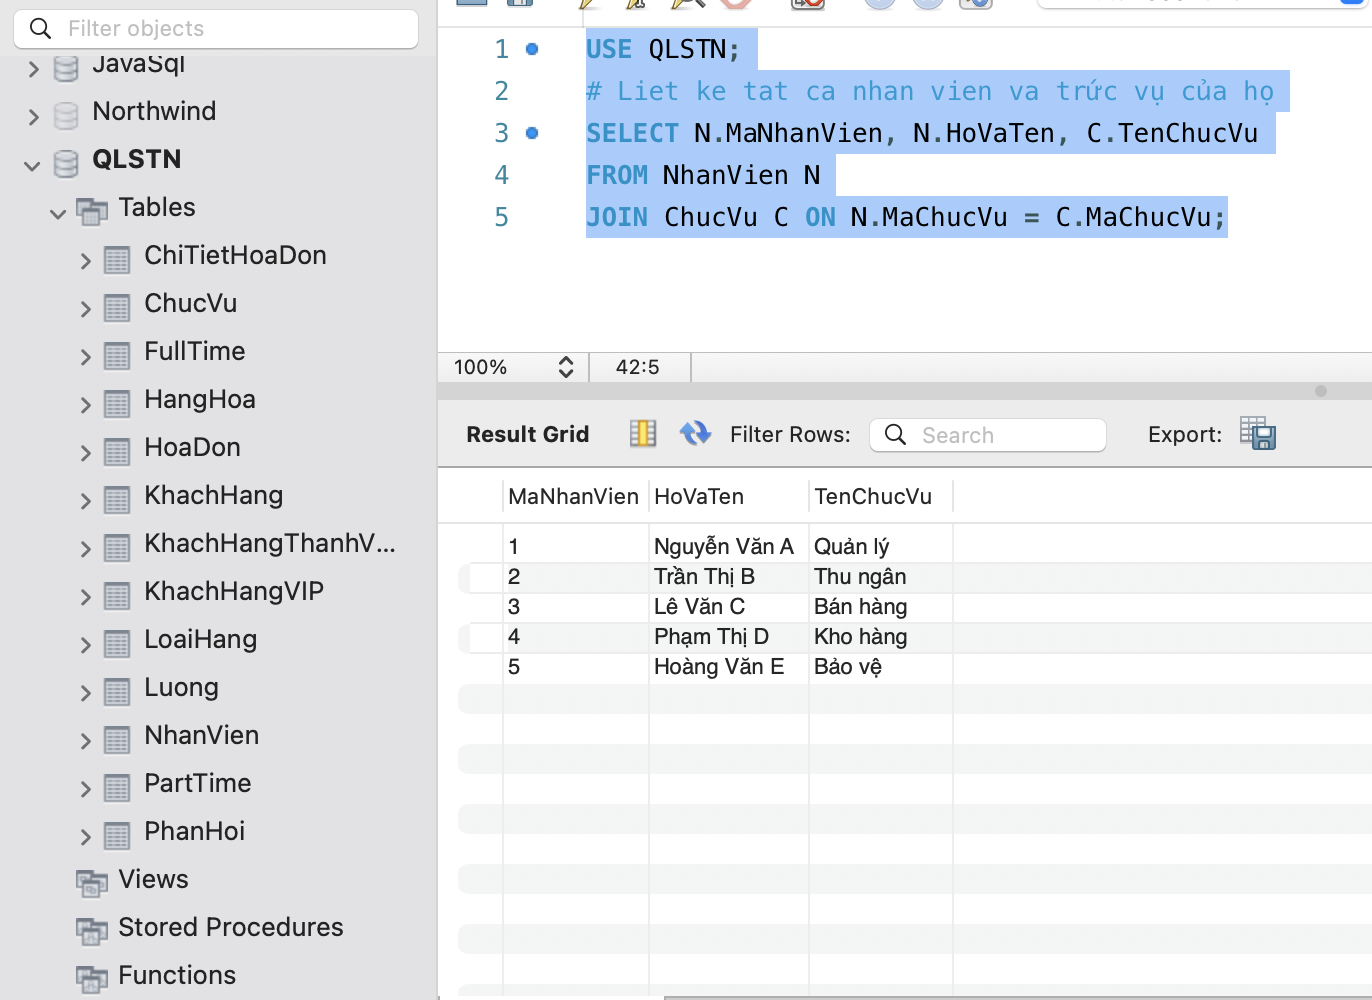 Filter objects
JavaSql
Northwind
QLSTN
Tables
ChiTietHoaDon
ChucVu
FullTime
HangHoa
HoaDon
KhachHang
KhachHangThanhV...
KhachHangVIP
LoaiHang
Luong
NhanVien
PartTime
PhanHoi
Views
Stored Procedures
Functions
1 USE QLSTN;
2 # Liet ke tat ca nhan vien va trức vụ của họ
3 SELECT N.MaNhanVien, N.HoVaTen, C.TenChucVu
4 FROM NhanVien N
5 JOIN ChucVu C ON N.MaChucVu = C.MaChucVu;
100% 42:5
Result Grid Filter Rows: Search Export:
MaNhanVien HoVaTen TenChucVu
1 Nguyễn Văn A Quản lý
2 Trần Thị B Thu ngân
3 Lê Văn C Bán hàng
4 Phạm Thị D Kho hàng
5 Hoàng Văn E Bảo vệ